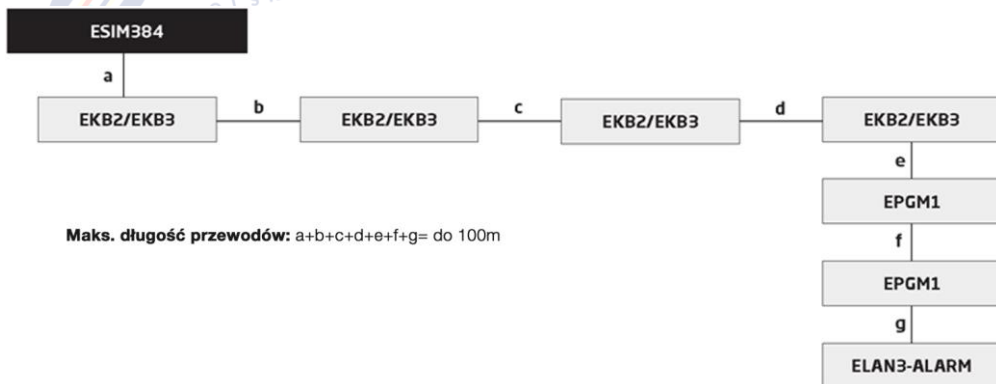 ESIM384
a
EKB2/EKB3 b EKB2/EKB3 c EKB2/EKB3 d EKB2/EKB3
e
EPGM1
Maks. długość przewodów: a+b+c+d+e+f+g= do 100m
f
EPGM1
g
ELAN3-ALARM